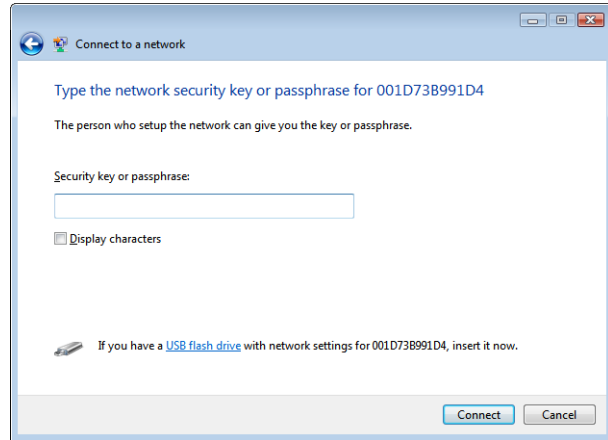 Connect to a network
Type the network security key or passphrase for 001D73B991D4
The person who setup the network can give you the key or passphrase.
Security key or passphrase:
Display characters
If you have a USB flash drive with network settings for 001D73B991D4, insert it now.
Connect Cancel